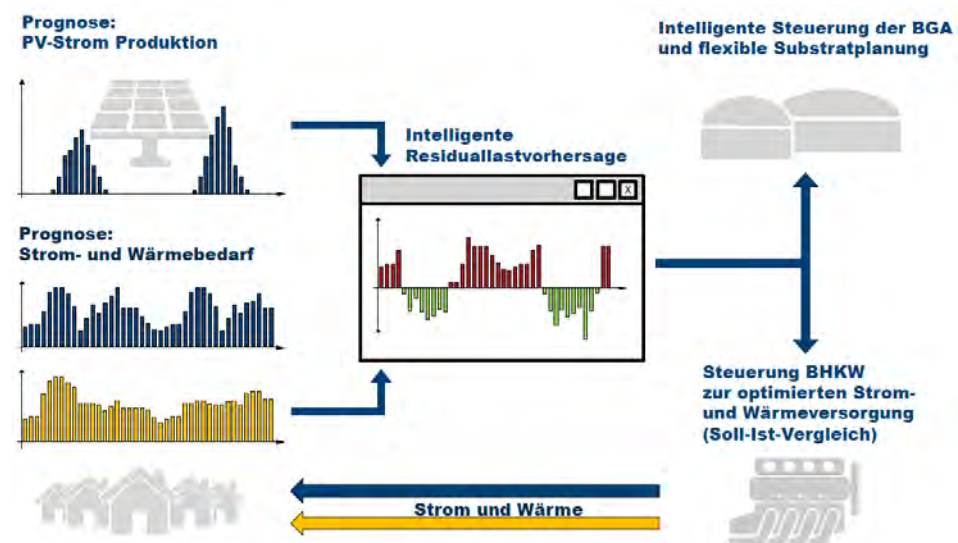 Prognose:
PV-Strom Produktion
Intelligente Steuerung der BGA
und flexible Substratplanung
Intelligente
Residuallastvorhersage
X
Prognose:
Strom- und Wärmebedarf
Steuerung BHKW
zur optimierten Strom-
und Wärmeversorgung
(Soll-Ist-Vergleich)
Strom und Wärme